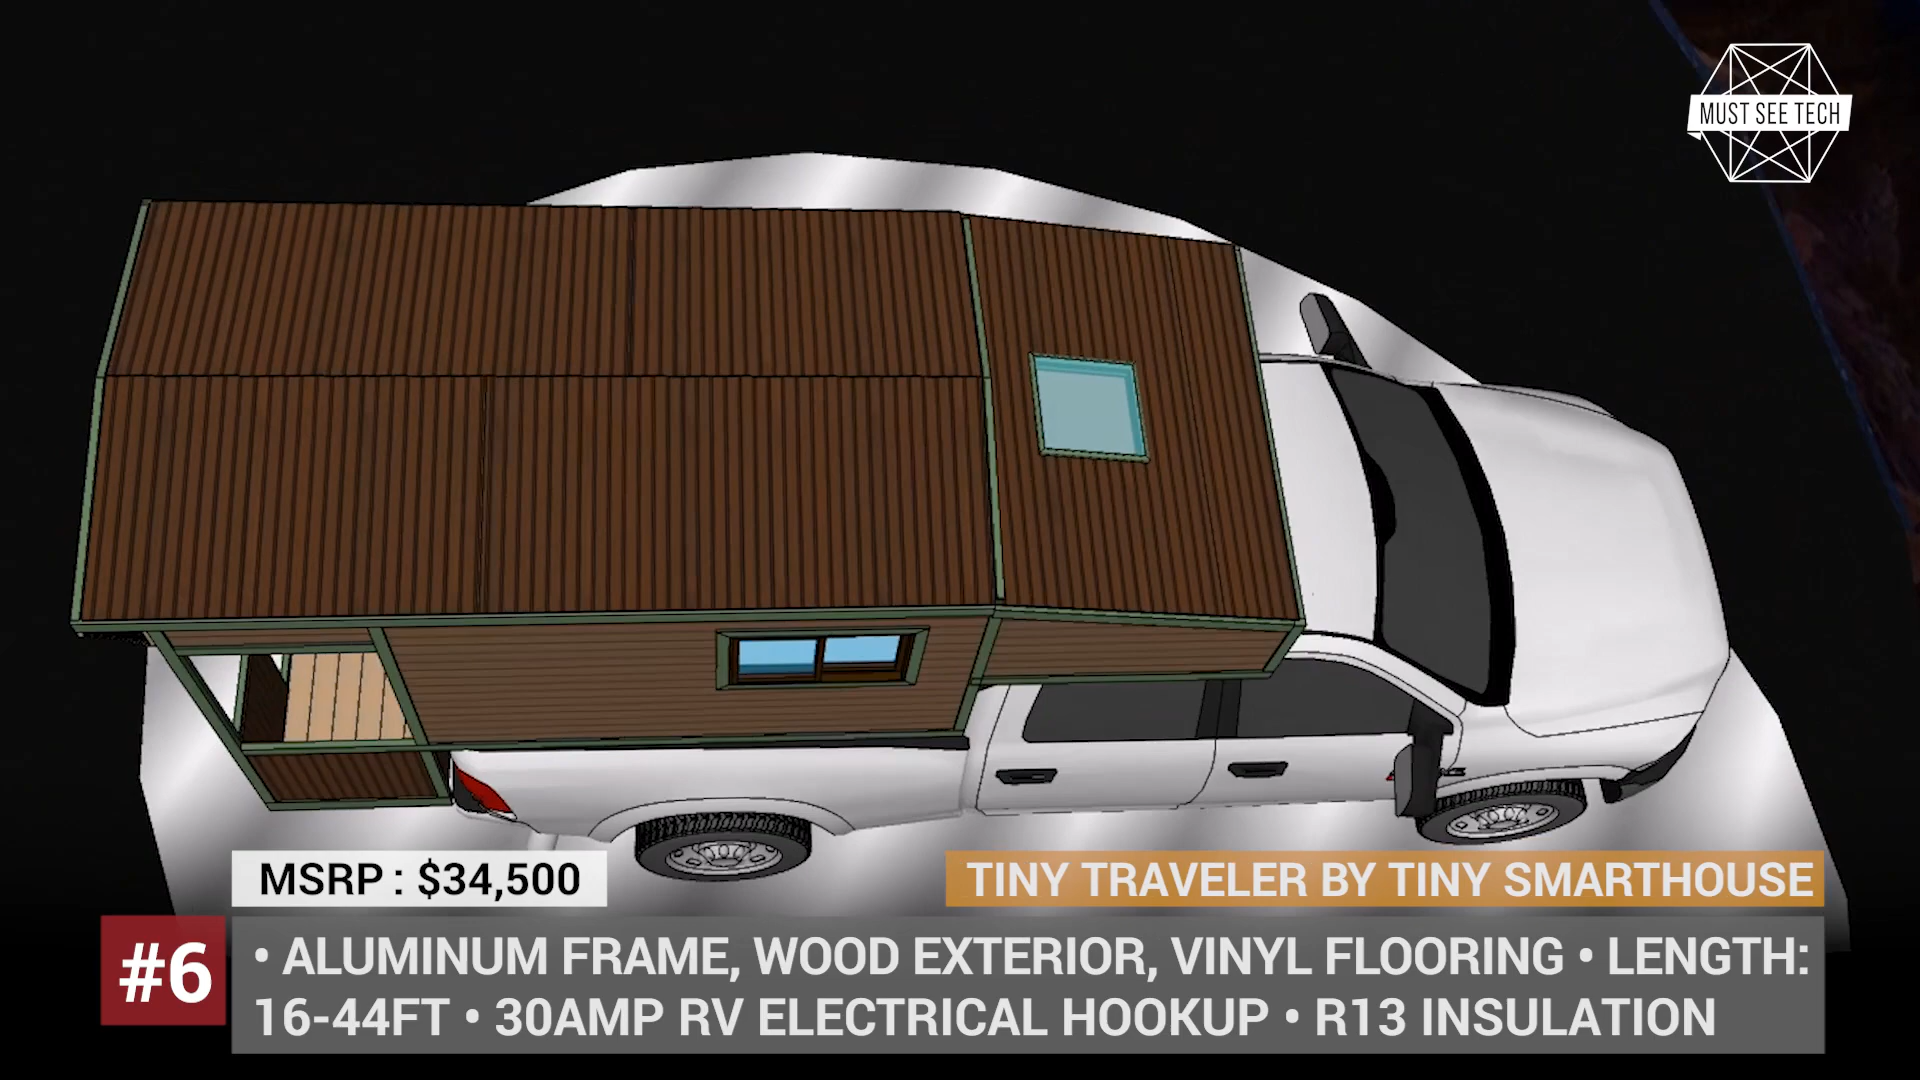 MUST SEE TECH
MSRP : $34,500
TINY TRAVELER BY TINY SMARTHOUSE
#6
• ALUMINUM FRAME, WOOD EXTERIOR, VINYL FLOORING • LENGTH:
16-44FT • 30AMP RV ELECTRICAL HOOKUP • R13 INSULATION